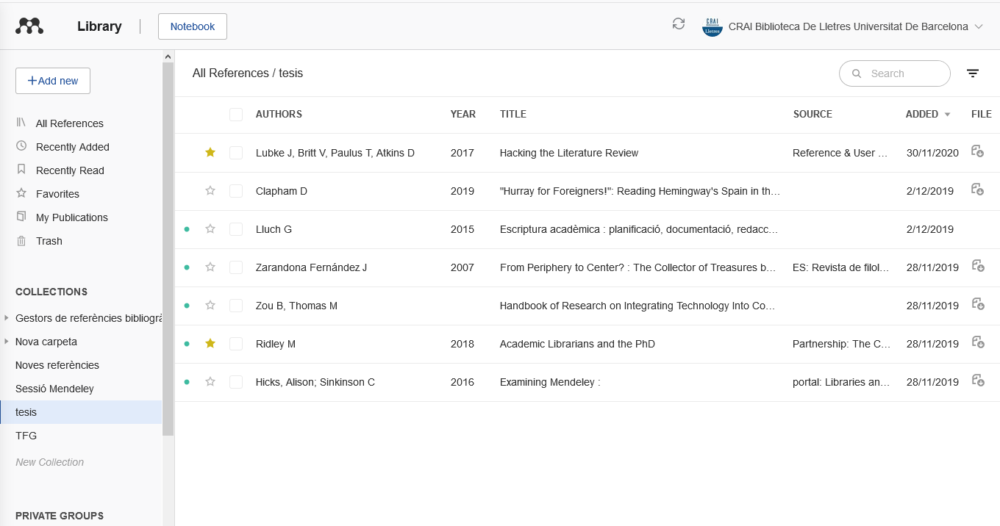 Library
Notebook
CRAI Biblioteca De Lletres Universitat De Barcelona
CRAI
Lletres
Add new
All References
Recently Added
Recently Read
Favorites
My Publications
Trash
COLLECTIONS
Gestors de referències bibliogrà
Nova carpeta
Noves referències
Sessió Mendeley
tesis
TFG
New Collection
PRIVATE GROUPS
All References / tesis
Search
AUTHORS YEAR TITLE SOURCE ADDED FILE
Lubke J, Britt V, Paulus T, Atkins D 2017 Hacking the Literature Review Reference & User … 30/11/2020
Clapham D 2019 "Hurray for Foreigners!": Reading Hemingway's Spain in th… 2/12/2019
Lluch G 2015 Escriptura acadèmica : planificació, documentació, redacc… 2/12/2019
Zarandona Fernández J 2007 From Periphery to Center? : The Collector of Treasures b… ES: Revista de filol… 28/11/2019
Zou B, Thomas M Handbook of Research on Integrating Technology Into Co… 28/11/2019
Ridley M 2018 Academic Librarians and the PhD Partnership: The C… 28/11/2019
Hicks, Alison; Sinkinson C 2016 Examining Mendeley : portal: Libraries an… 28/11/2019